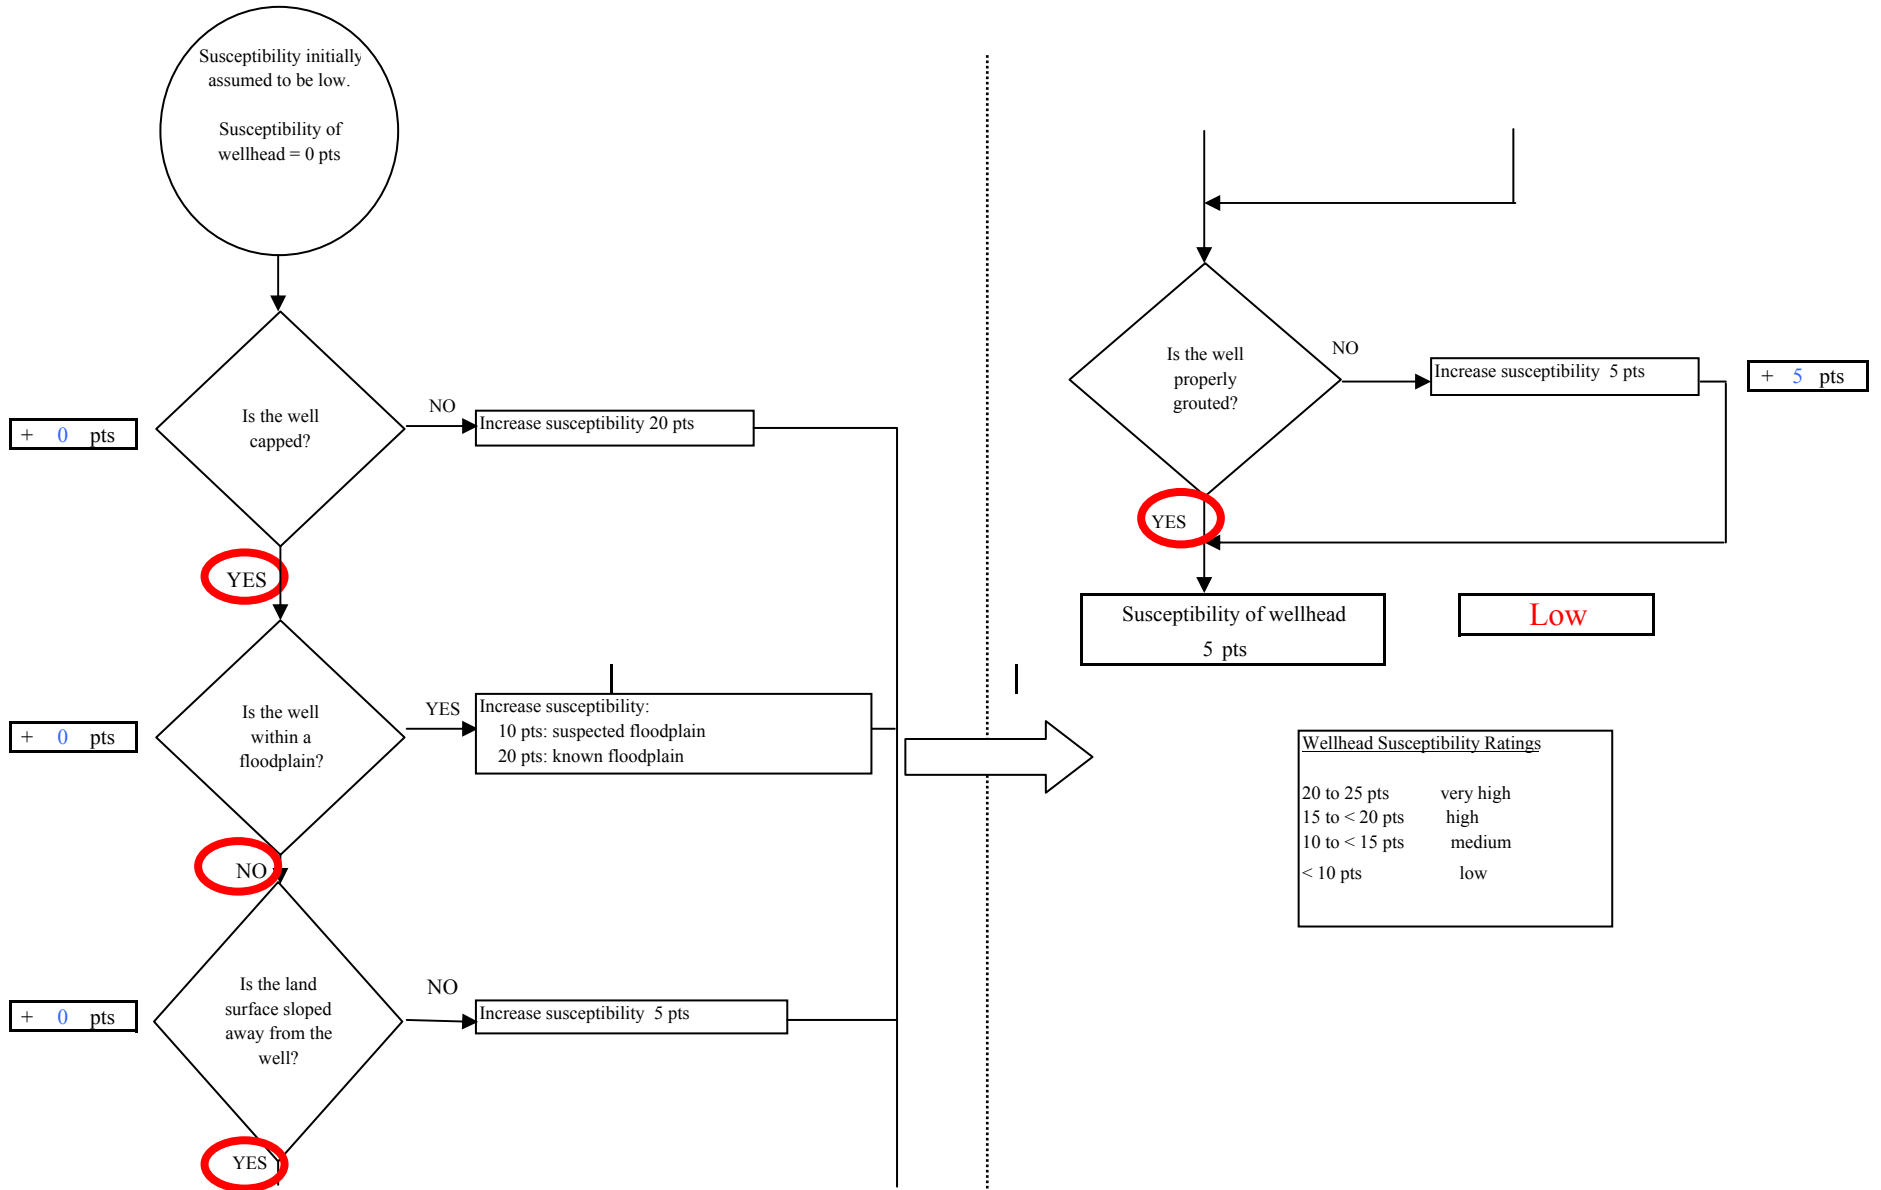 Susceptibility initially
assumed to be low.
Susceptibility of
wellhead = 0 pts
Is the well
capped?
+ 0 pts
NO
Increase susceptibility 20 pts
YES
Is the well
within a
floodplain?
+ 0 pts
YES
Increase susceptibility:
10 pts: suspected floodplain
20 pts: known floodplain
NO
Is the land
surface sloped
away from the
well?
+ 0 pts
NO
Increase susceptibility 5 pts
YES
Is the well
properly
grouted?
NO
Increase susceptibility 5 pts
+ 5 pts
YES
Susceptibility of wellhead
5 pts
Low
Wellhead Susceptibility Ratings
20 to 25 pts very high
15 to < 20 pts high
10 to < 15 pts medium
< 10 pts low